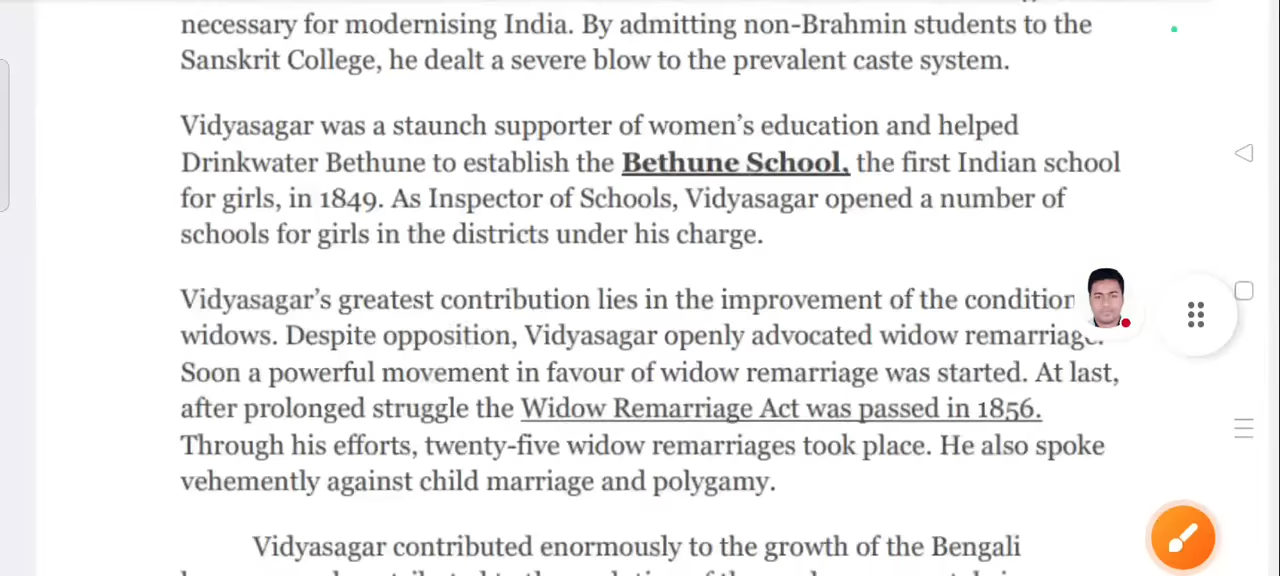 necessary for modernising India. By admitting non-Brahmin students to the
Sanskrit College, he dealt a severe blow to the prevalent caste system.
Vidyasagar was a staunch supporter of women's education and helped
Drinkwater Bethune to establish the Bethune School, the first Indian school
for girls, in 1849. As Inspector of Schools, Vidyasagar opened a number of
schools for girls in the districts under his charge.
Vidyasagar's greatest contribution lies in the improvement of the condition
widows. Despite opposition, Vidyasagar openly advocated widow remarriage.
Soon a powerful movement in favour of widow remarriage was started. At last,
after prolonged struggle the Widow Remarriage Act was passed in 1856.
Through his efforts, twenty-five widow remarriages took place. He also spoke
vehemently against child marriage and polygamy.
Vidyasagar contributed enormously to the growth of the Bengali